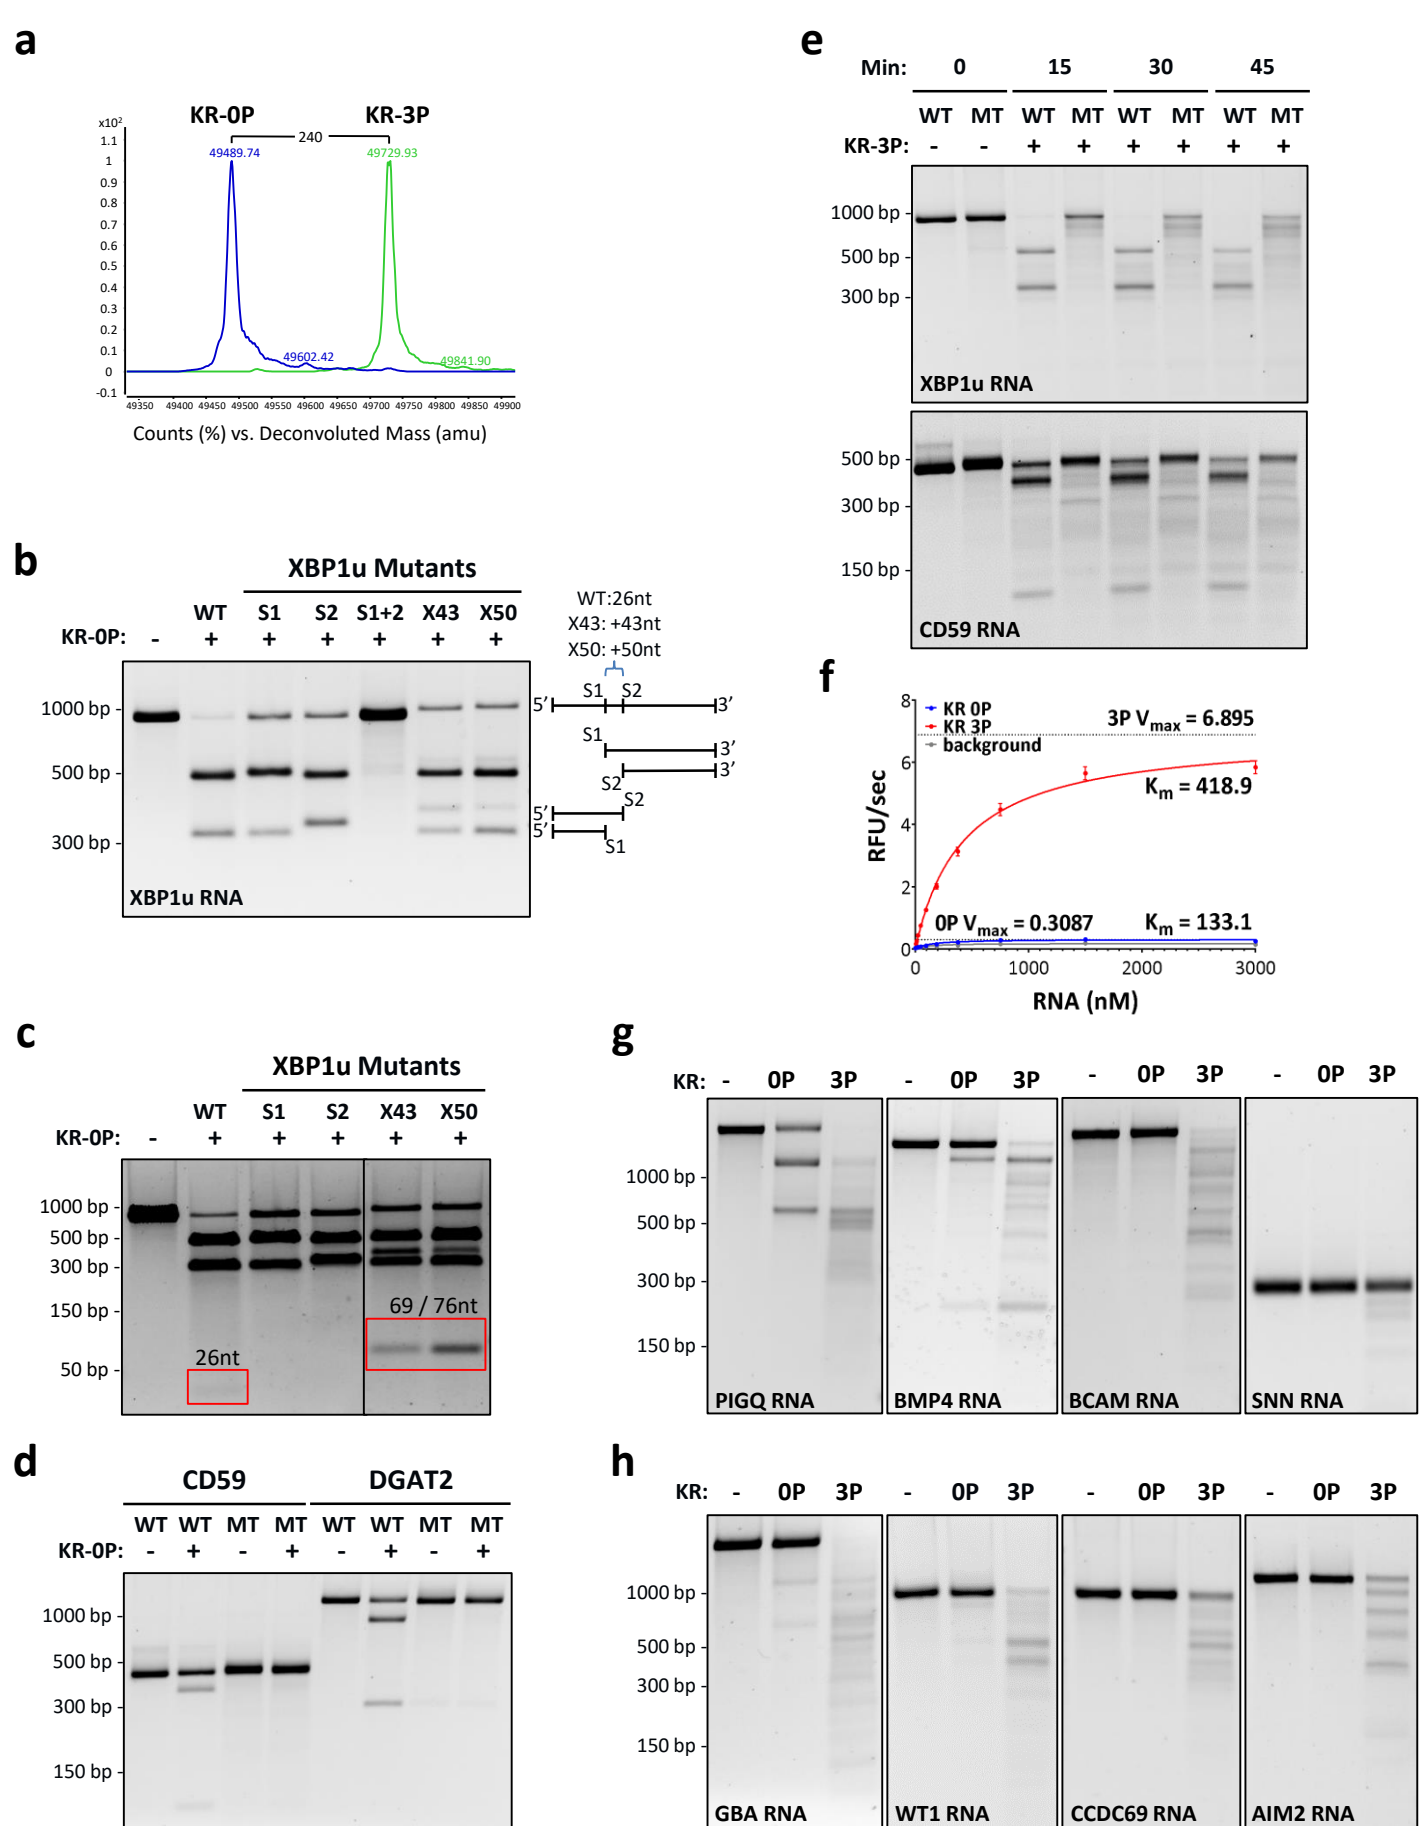 a
KR-0P
KR-3P
x10²
240
49489.74
49729.93
1.1
1
0.9
0.8
0.7
0.6
0.5
0.4
0.3
0.2
0.1
0
-0.1
49602.42
49841.90
49350 49400 49450 49500 49550 49600 49650 49700 49750 49800 49850 49900
Counts (%) vs. Deconvoluted Mass (amu)
b
XBP1u Mutants
WT S1 S2 S1+2 X43 X50
KR-0P: - + + + + +
1000 bp
500 bp
300 bp
XBP1u RNA
WT:26nt
X43: +43nt
X50: +50nt
S1 S2
5’ 3’
S1
3’
3’
S2
S2
5’
5’
S1
c
XBP1u Mutants
WT S1 S2 X43 X50
KR-0P: - + + + + +
1000 bp
500 bp
300 bp
150 bp
50 bp
69 / 76nt
26nt
d
CD59 DGAT2
WT WT MT MT WT WT MT MT
KR-0P: - + - + - + - +
1000 bp
500 bp
300 bp
150 bp
e
Min: 0 15 30 45
WT MT WT MT WT MT WT MT
KR-3P: - - + + + + + +
1000 bp
500 bp
300 bp
XBP1u RNA
500 bp
300 bp
150 bp
CD59 RNA
f
8
6
4
2
0
RFU/sec
KR 0P
KR 3P
background
3P Vmax = 6.895
Km = 418.9
0P Vmax = 0.3087
Km = 133.1
0 1000 2000 3000
RNA (nM)
g
KR: - 0P 3P - 0P 3P - 0P 3P - 0P 3P
1000 bp
500 bp
300 bp
150 bp
PIGQ RNA BMP4 RNA BCAM RNA SNN RNA
h
KR: - 0P 3P - 0P 3P - 0P 3P - 0P 3P
1000 bp
500 bp
300 bp
150 bp
GBA RNA WT1 RNA CCDC69 RNA AIM2 RNA